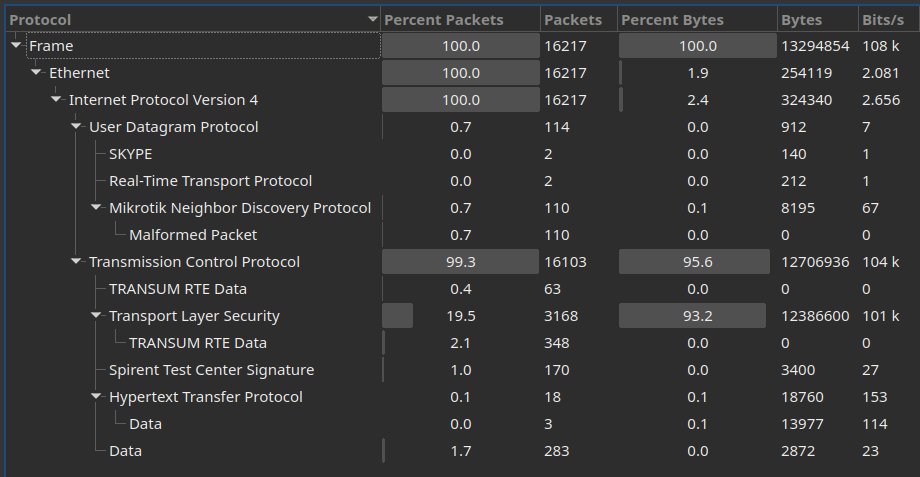 Protocol Percent Packets Packets Percent Bytes Bytes Bits/s
Frame 100.0 16217 100.0 13294854 108 k
Ethernet 100.0 16217 1.9 254119 2.081
Internet Protocol Version 4 100.0 16217 2.4 324340 2.656
User Datagram Protocol 0.7 114 0.0 912 7
SKYPE 0.0 2 0.0 140 1
Real-Time Transport Protocol 0.0 2 0.0 212 1
Mikrotik Neighbor Discovery Protocol 0.7 110 0.1 8195 67
Malformed Packet 0.7 110 0.0 0 0
Transmission Control Protocol 99.3 16103 95.6 12706936 104 k
TRANSUM RTE Data 0.4 63 0.0 0 0
Transport Layer Security 19.5 3168 93.2 12386600 101 k
TRANSUM RTE Data 2.1 348 0.0 0 0
Spirent Test Center Signature 1.0 170 0.0 3400 27
Hypertext Transfer Protocol 0.1 18 0.1 18760 153
Data 0.0 3 0.1 13977 114
Data 1.7 283 0.0 2872 23